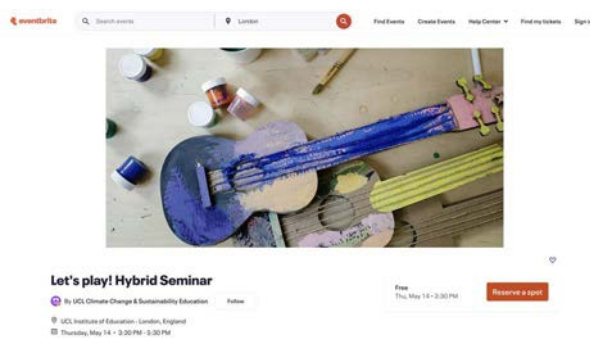 eventbrite
Search events
London
Find Events
Create Events
Help Center
Find my tickets
Sign
Let's play! Hybrid Seminar
By UCL Climate Change & Sustainability Education
Follow
UCL Institute of Education · London, England
Thursday, May 14 • 3:30 PM - 5:30 PM
Free
Thu, May 14 • 3:30 PM
Reserve a spot